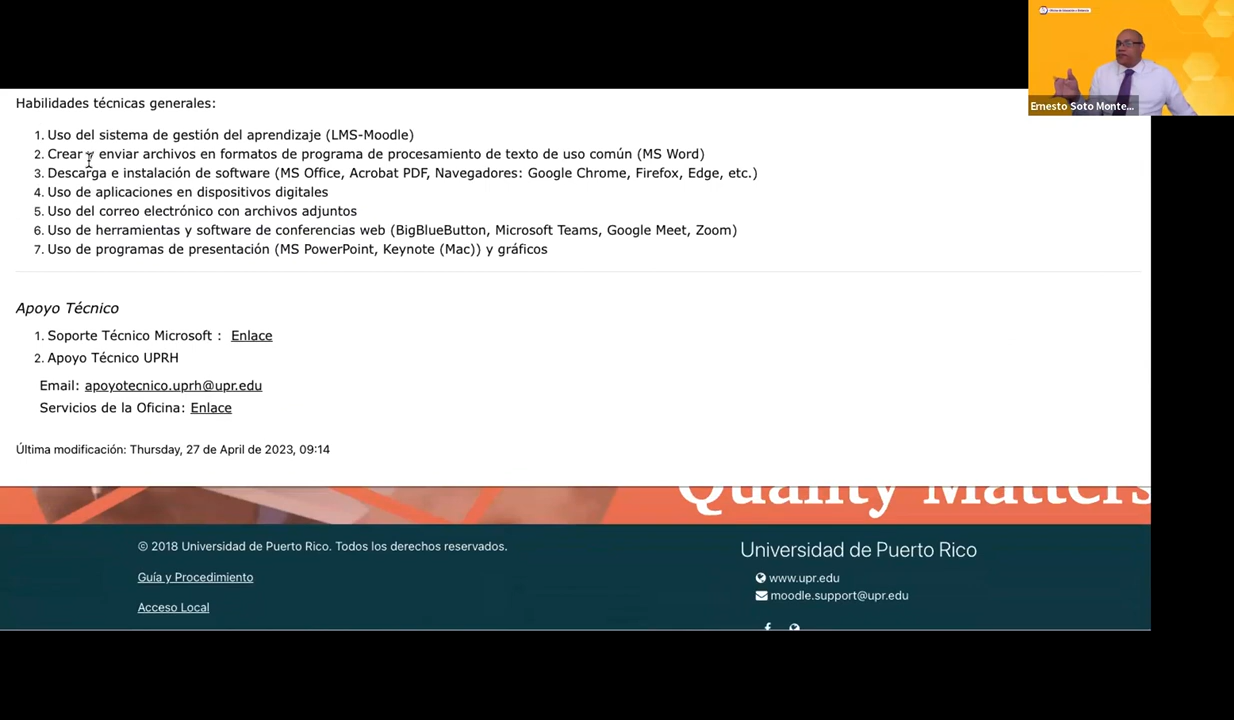 Ernesto Soto Monte...
Habilidades técnicas generales:
1. Uso del sistema de gestión del aprendizaje (LMS-Moodle)
2. Crear y enviar archivos en formatos de programa de procesamiento de texto de uso común (MS Word)
3. Descarga e instalación de software (MS Office, Acrobat PDF, Navegadores: Google Chrome, Firefox, Edge, etc.)
4. Uso de aplicaciones en dispositivos digitales
5. Uso del correo electrónico con archivos adjuntos
6. Uso de herramientas y software de conferencias web (BigBlueButton, Microsoft Teams, Google Meet, Zoom)
7. Uso de programas de presentación (MS PowerPoint, Keynote (Mac)) y gráficos
Apoyo Técnico
1. Soporte Técnico Microsoft : Enlace
2. Apoyo Técnico UPRH
Email: apoyotecnico.uprh@upr.edu
Servicios de la Oficina: Enlace
Última modificación: Thursday, 27 de April de 2023, 09:14
Quality Matters
© 2018 Universidad de Puerto Rico. Todos los derechos reservados.
Guía y Procedimiento
Acceso Local
Universidad de Puerto Rico
www.upr.edu
moodle.support@upr.edu